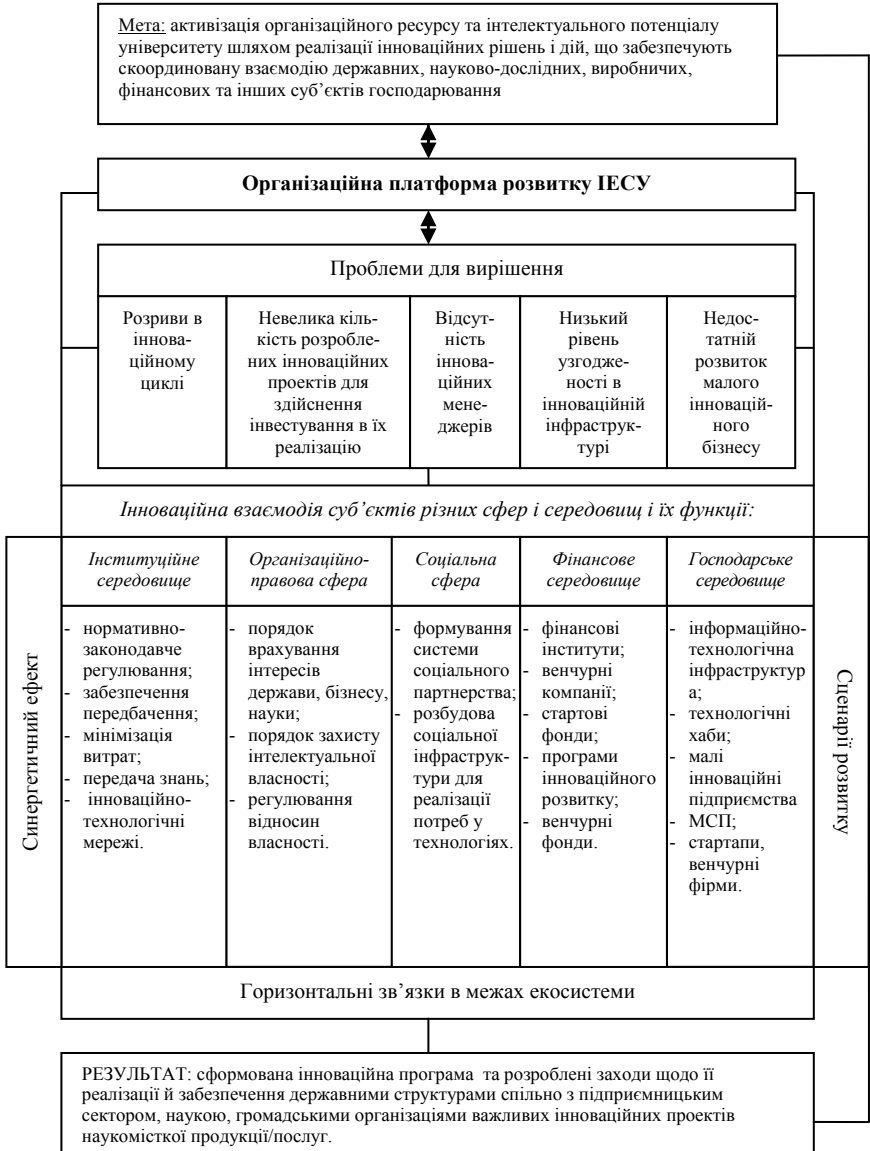 Мета: активізація організаційного ресурсу та інтелектуального потенціалу
університету шляхом реалізації інноваційних рішень і дій, що забезпечують
скоординовану взаємодію державних, науково-дослідних, виробничих,
фінансових та інших суб’єктів господарювання
Організаційна платформа розвитку ІЕСУ
Проблеми для вирішення
Розриви в
іннова-
ційному
циклі
Невелика кіль-
кість розробле-
них інноваційних
проектів для
здійснення
інвестування в їх
реалізацію
Відсут-
ність
іннова-
ційних
мене-
джерів
Низький
рівень
узгодже-
ності в
інноваційній
інфраструк-
турі
Недос-
татній
розвиток
малого
інновацій-
ного
бізнесу
Інноваційна взаємодія суб’єктів різних сфер і середовищ і їх функції:
Синергетичний ефект
Інституційне
середовище
- нормативно-
законодавче
регулювання;
- забезпечення
передбачення;
- мінімізація
витрат;
- передача знань;
- інноваційно-
технологічні
мережі.
Організаційно-
правова сфера
- порядок
врахування
інтересів
держави, бізнесу,
науки;
- порядок захисту
інтелектуальної
власності;
- регулювання
відносин
власності.
Соціальна
сфера
- формування
системи
соціального
партнерства;
- розбудова
соціальної
інфраструк-
тури для
реалізації
потреб у
технологіях.
Фінансове
середовище
- фінансові
інститути;
- венчурні
компанії;
- стартові
фонди;
- програми
інноваційного
розвитку;
- венчурні
фонди.
Господарське
середовище
- інформаційно-
технологічна
інфраструктур
а;
- технологічні
хаби;
- малі
інноваційні
підприємства
- МСП;
- стартапи,
венчурні
фірми.
Сценарії розвитку
Горизонтальні зв’язки в межах екосистеми
РЕЗУЛЬТАТ: сформована інноваційна програма та розроблені заходи щодо її
реалізації й забезпечення державними структурами спільно з підприємницьким
сектором, наукою, громадськими організаціями важливих інноваційних проектів
наукомісткої продукції/послуг.